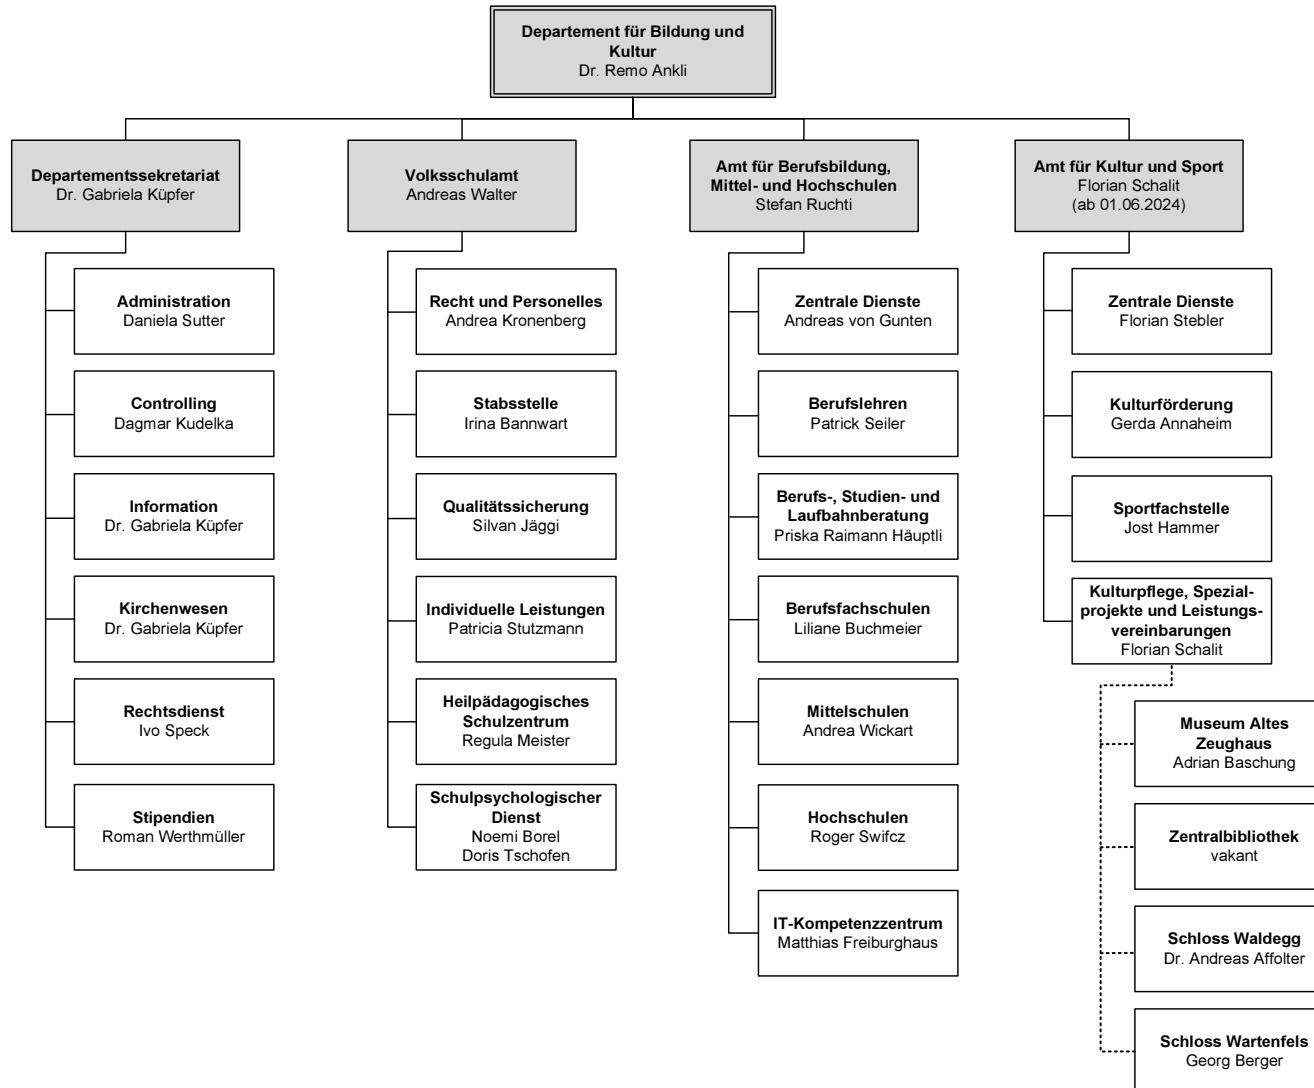 Departement für Bildung und
Kultur
Dr. Remo Ankli
Departementssekretariat
Dr. Gabriela Küpfer
Administration
Daniela Sutter
Controlling
Dagmar Kudelka
Information
Dr. Gabriela Küpfer
Kirchenwesen
Dr. Gabriela Küpfer
Rechtsdienst
Ivo Speck
Stipendien
Roman Werthmüller
Volksschulamt
Andreas Walter
Recht und Personelles
Andrea Kronenberg
Stabsstelle
Irina Bannwart
Qualitätssicherung
Silvan Jäggi
Individuelle Leistungen
Patricia Stutzmann
Heilpädagogisches
Schulzentrum
Regula Meister
Schulpsychologischer
Dienst
Noemi Borel
Doris Tschofen
Amt für Berufsbildung,
Mittel- und Hochschulen
Stefan Ruchti
Zentrale Dienste
Andreas von Gunten
Berufslehren
Patrick Seiler
Berufs-, Studien- und
Laufbahnberatung
Priska Raimann Häuptli
Berufsfachschulen
Liliane Buchmeier
Mittelschulen
Andrea Wickart
Hochschulen
Roger Swifcz
IT-Kompetenzzentrum
Matthias Freiburghaus
Amt für Kultur und Sport
Florian Schalit
(ab 01.06.2024)
Zentrale Dienste
Florian Stebler
Kulturförderung
Gerda Annaheim
Sportfachstelle
Jost Hammer
Kulturpflege, Spezial-
projekte und Leistungs-
vereinbarungen
Florian Schalit
Museum Altes
Zeughaus
Adrian Baschung
Zentralbibliothek
vakant
Schloss Waldegg
Dr. Andreas Affolter
Schloss Wartenfels
Georg Berger